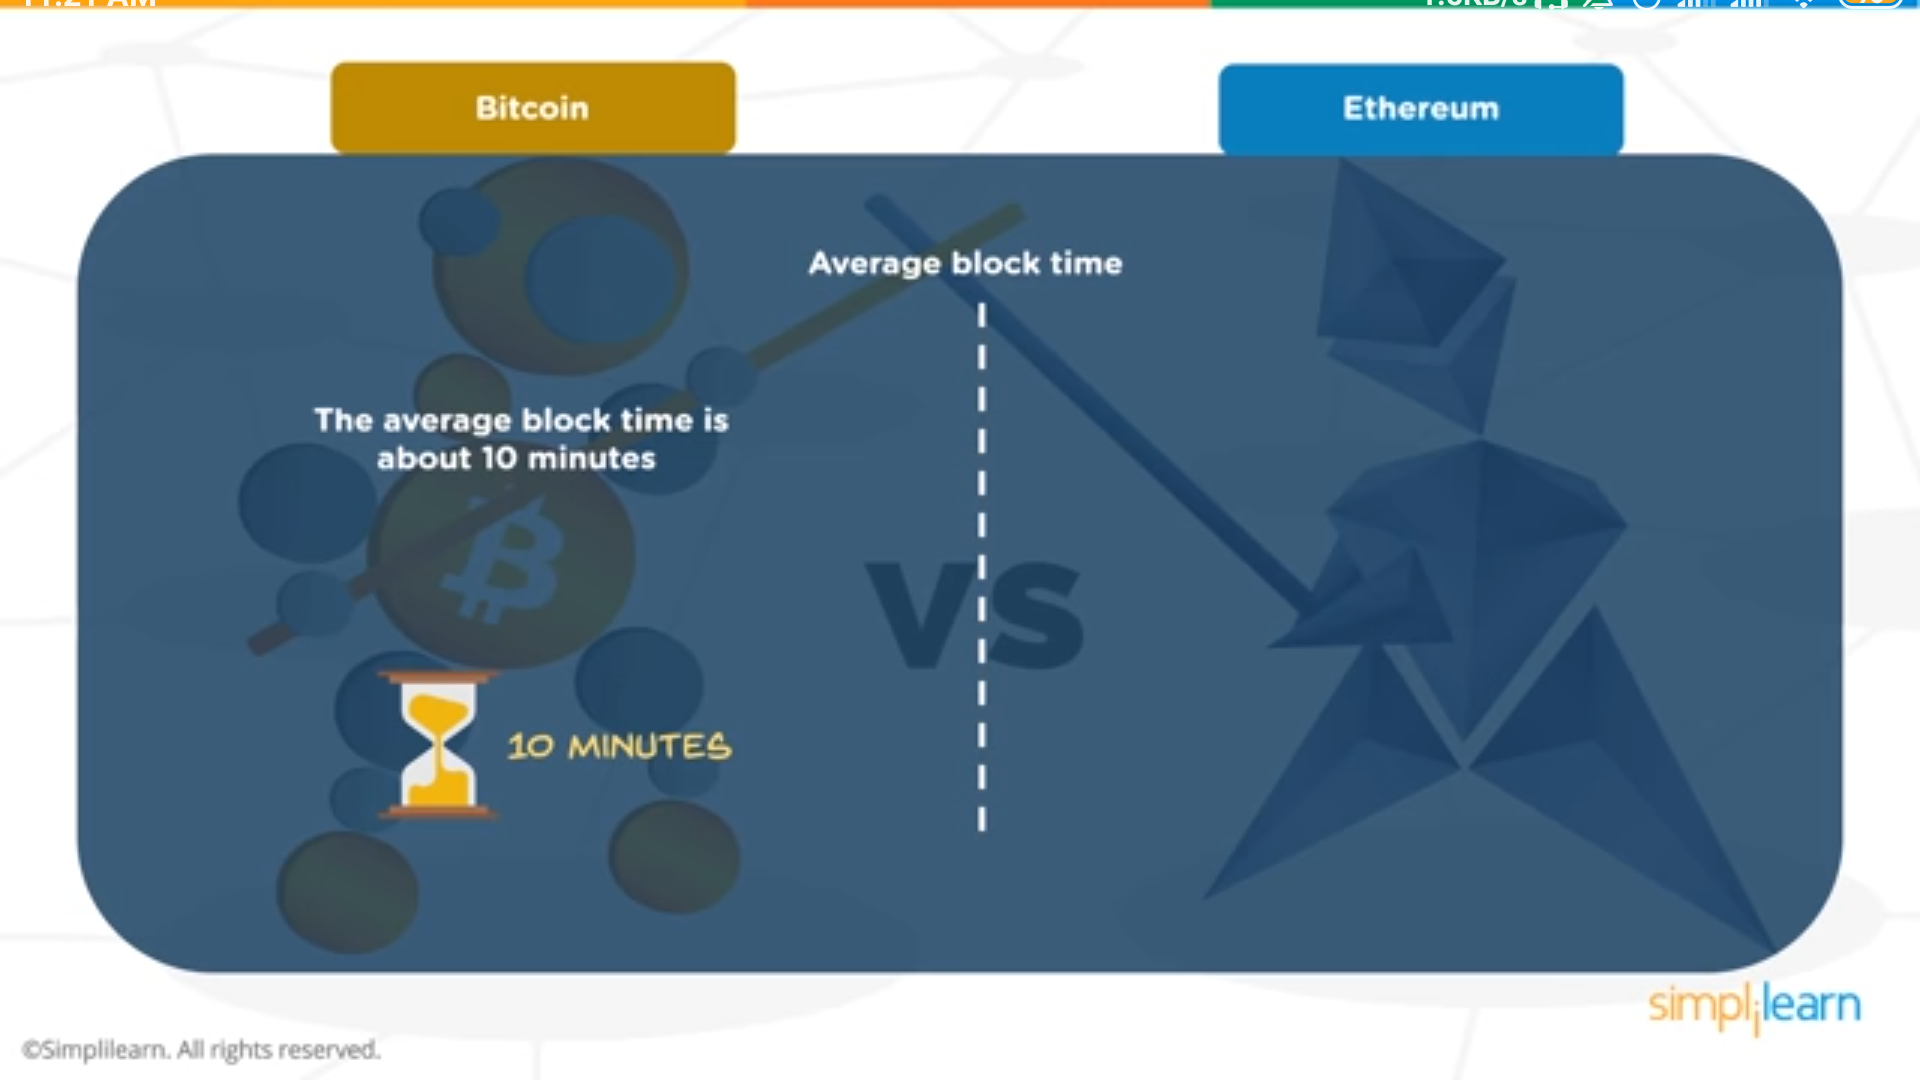 Bitcoin
Ethereum
Average block time
The average block time is
about 10 minutes
VS
10 MINUTES
simplilearn
©Simplilearn. All rights reserved.